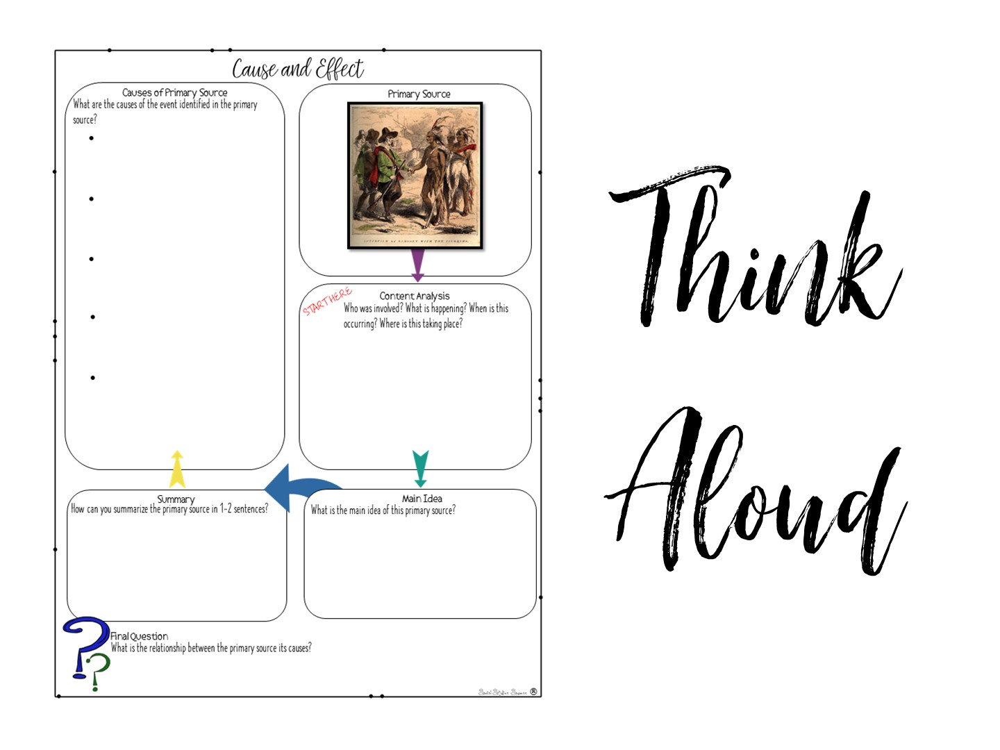 Cause and Effect
Causes of Primary Source
What are the causes of the event identified in the primary
source?
Primary Source
WITH THE PILGRIMS.
START HERE
Content Analysis
Who was involved? What is happening? When is this
occurring? Where is this taking place?
Summary
How can you summarize the primary source in 1-2 sentences?
Main Idea
What is the main idea of this primary source?
Final Question
What is the relationship between the primary source its causes?
®
Think
Aloud